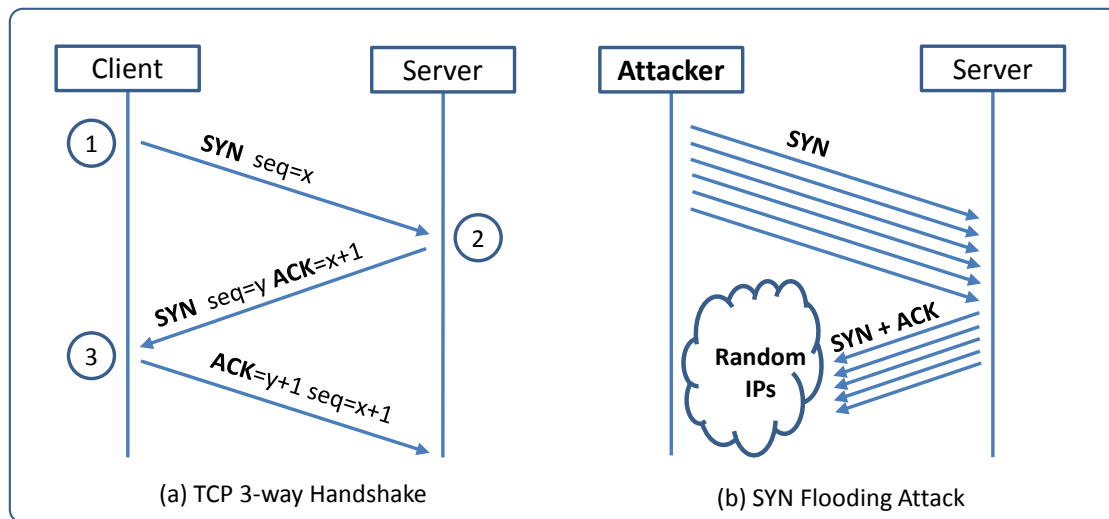 Client
Server
1
SYN seq=x
2
SYN seq=y ACK=x+1
3
ACK=y+1 seq=x+1
(a) TCP 3-way Handshake
Attacker
Server
SYN
SYN + ACK
Random
IPs
(b) SYN Flooding Attack